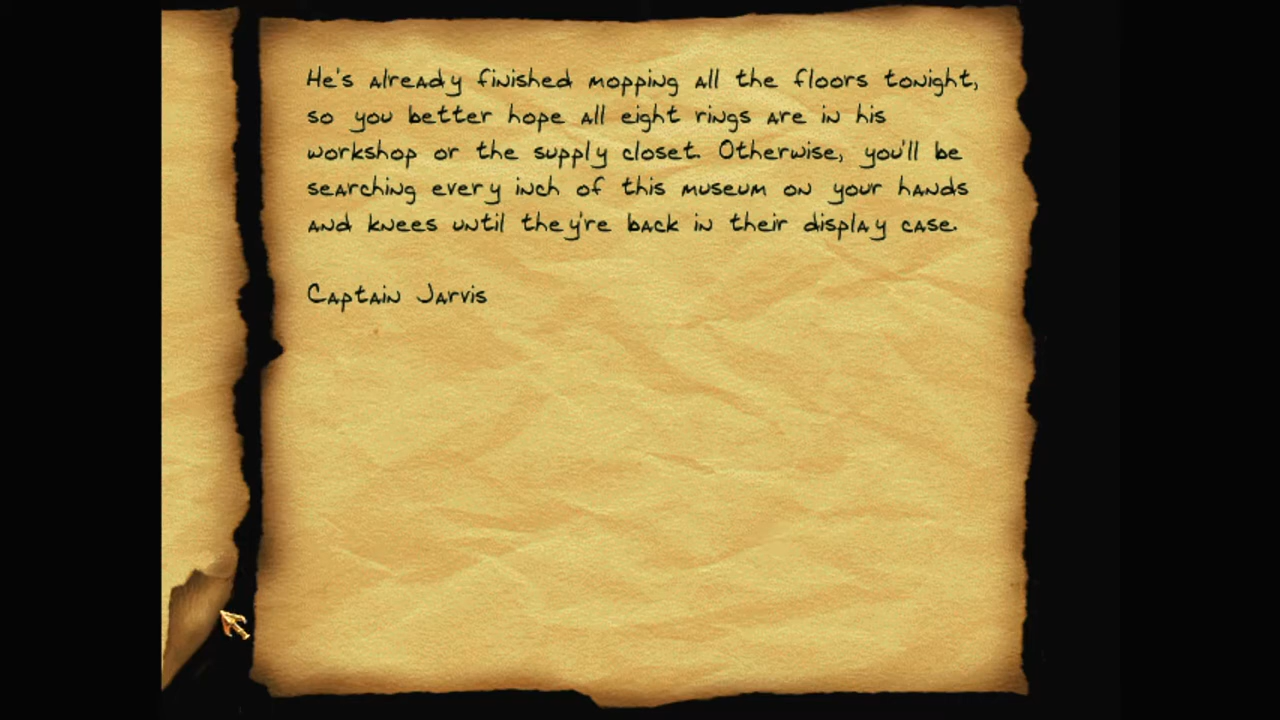 He's already finished mopping all the floors tonight,
so you better hope all eight rings are in his
workshop or the supply closet. Otherwise, you'll be
searching every inch of this museum on your hands
and knees until they're back in their display case.
Captain Jarvis